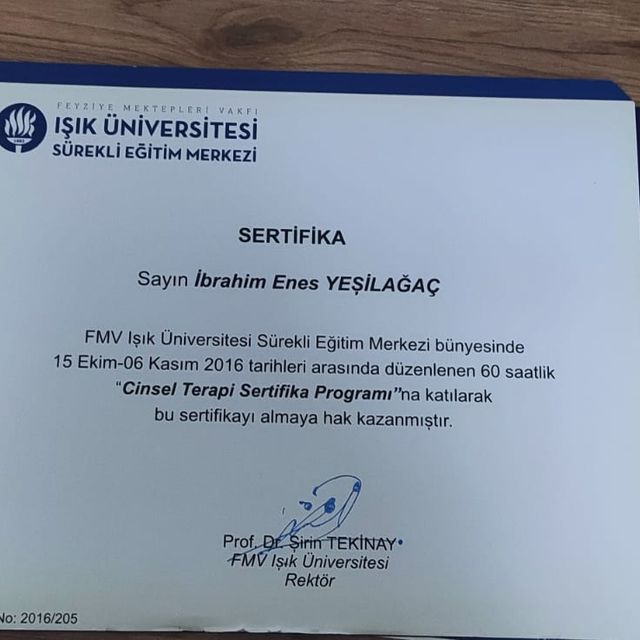 FEYZİYE MEKTEPLERİ VAKFI
IŞIK ÜNİVERSİTESİ
SÜREKLİ EĞİTİM MERKEZİ
SERTİFİKA
Sayın İbrahim Enes YEŞİLAĞAÇ
FMV Işık Üniversitesi Sürekli Eğitim Merkezi bünyesinde
15 Ekim-06 Kasım 2016 tarihleri arasında düzenlenen 60 saatlik
“Cinsel Terapi Sertifika Programı”na katılarak
bu sertifikayı almaya hak kazanmıştır.
Prof. Dr. Şirin TEKİNAY
FMV Işık Üniversitesi
Rektör
No: 2016/205